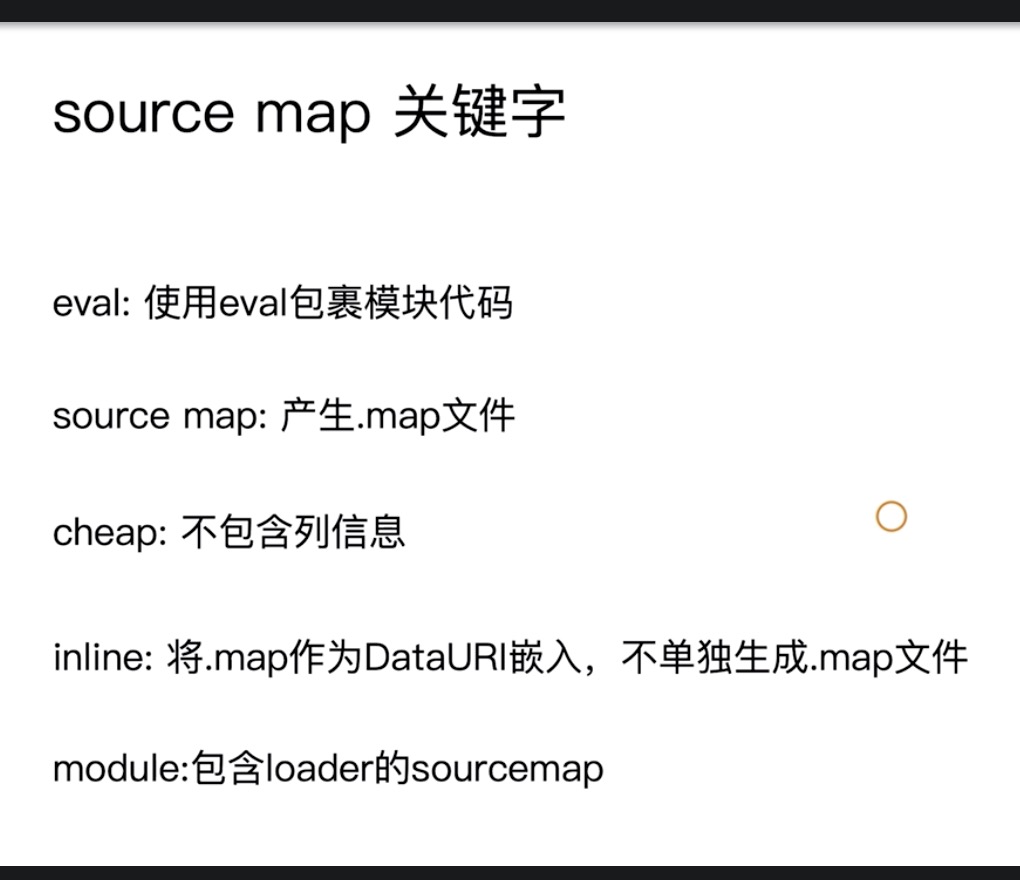 source map 关键字
eval: 使用eval包裹模块代码
source map: 产生.map文件
cheap: 不包含列信息
inline: 将.map作为DataURI嵌入，不单独生成.map文件
module:包含loader的sourcemap